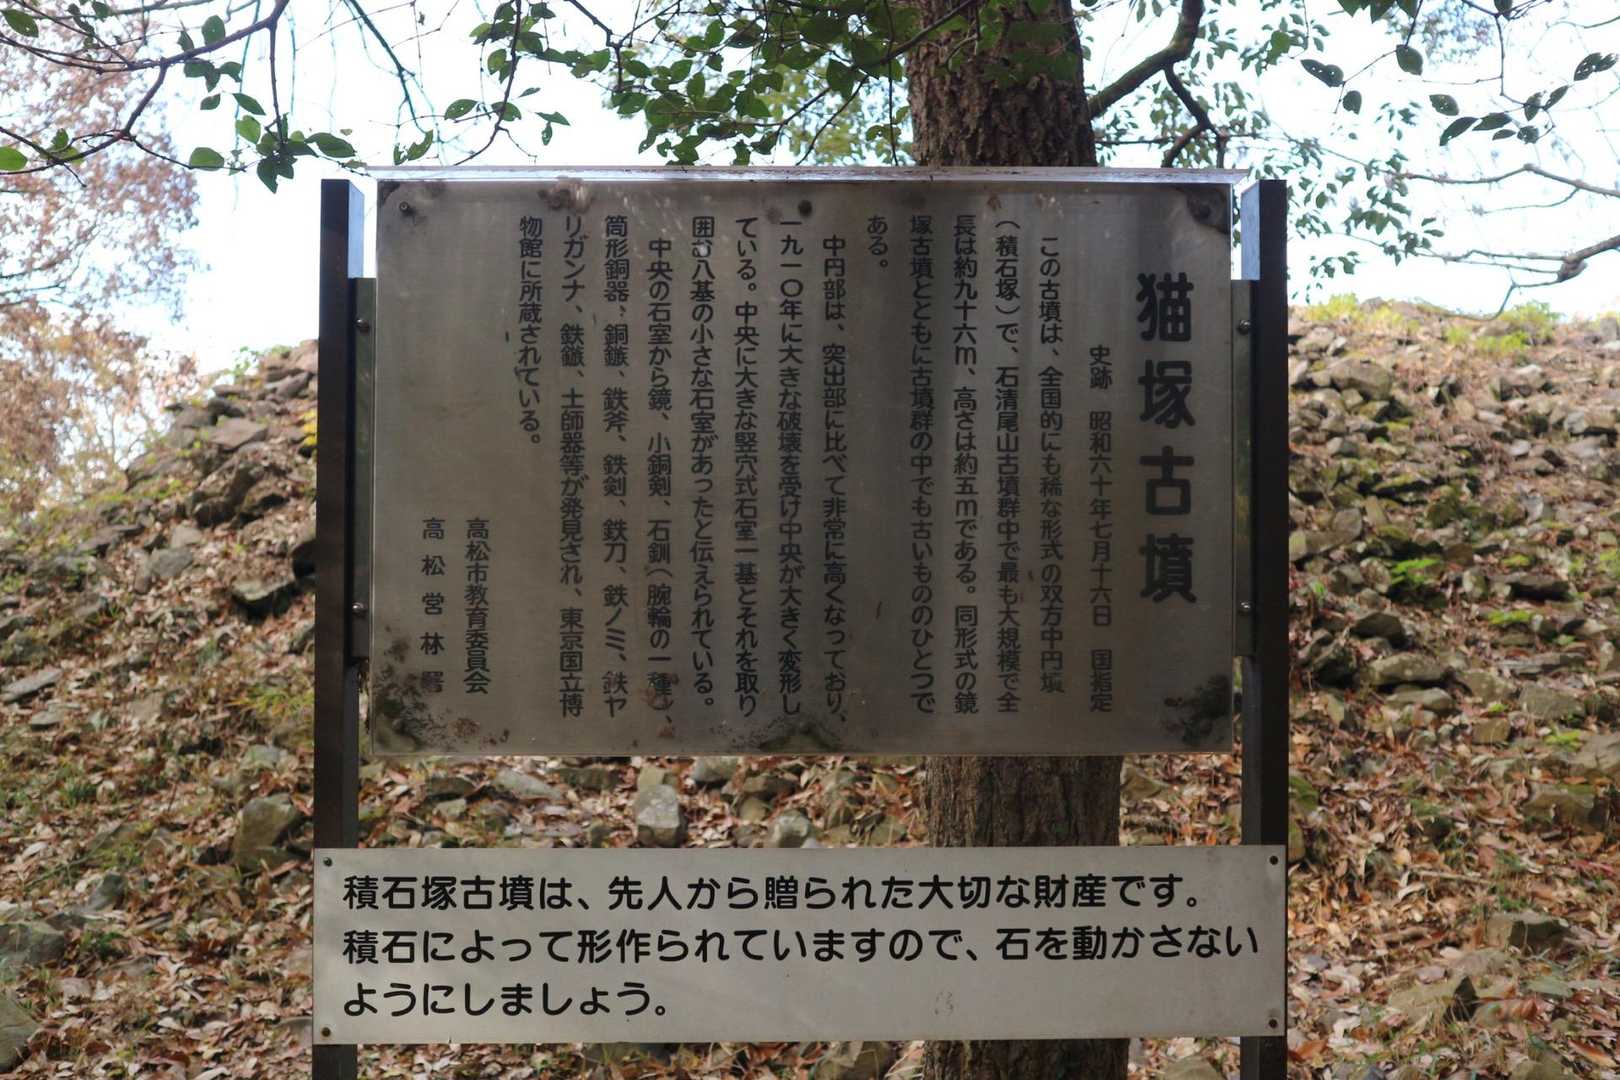 猫塚古墳
史跡 昭和六十年七月十六日 国指定
この古墳は、全国的にも稀な形式の双方中円墳
(積石塚)で、石清尾山古墳群中で最も大規模で全
長は約九十六m、高さは約五mである。同形式の鏡
塚古墳とともに古墳群の中でも古いもののひとつで
ある。
中円部は、突出部に比べて非常に高くなっており、
一九一〇年に大きな破壊を受け中央が大きく変形し
ている。中央に大きな竪穴式石室一基とそれを取り
囲む八基の小さな石室があったと伝えられている。
中央の石室から鏡、小銅剣、石釧(腕輪の一種)、
筒形銅器、銅鏃、鉄斧、鉄剣、鉄刀、鉄ノミ、鉄ヤ
リガンナ、鉄鏃、土師器等が発見され、東京国立博
物館に所蔵されている。
高松市教育委員会
高松営林署
積石塚古墳は、先人から贈られた大切な財産です。
積石によって形作られていますので、石を動かさない
ようにしましょう。